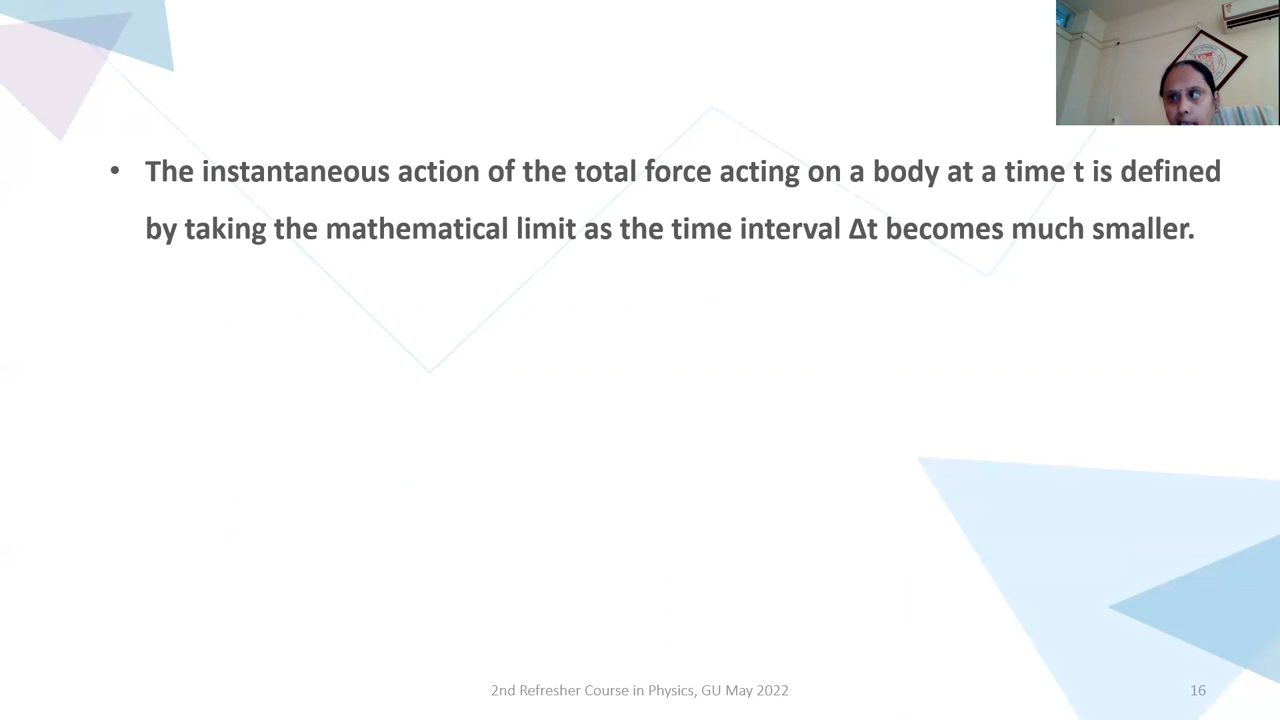 • The instantaneous action of the total force acting on a body at a time t is defined
by taking the mathematical limit as the time interval Δt becomes much smaller.
2nd Refresher Course in Physics, GU May 2022
16